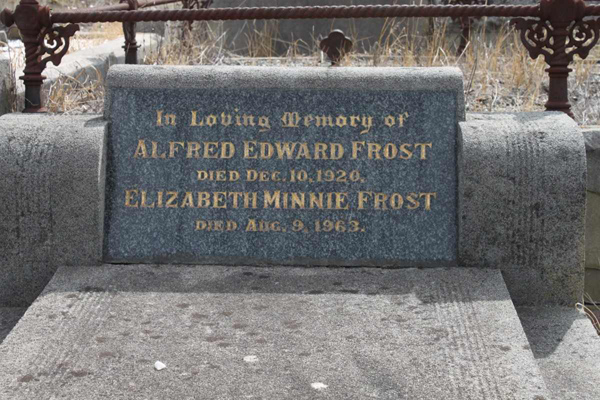 In Loving Memory of
ALFRED EDWARD FROST
DIED DEC. 10. 1920.
ELIZABETH MINNIE FROST
DIED AUG. 9. 1963.